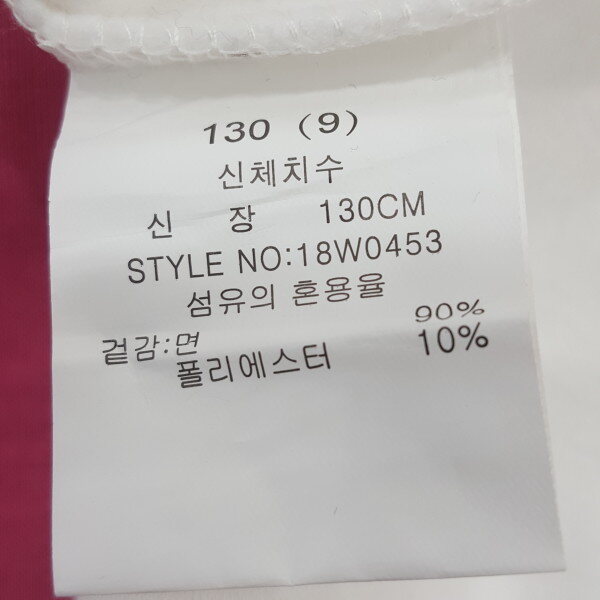 130 (9)
신체치수
신 장 130CM
STYLE NO:18W0453
섬유의 혼용율
겉감:면 90%
폴리에스터 10%